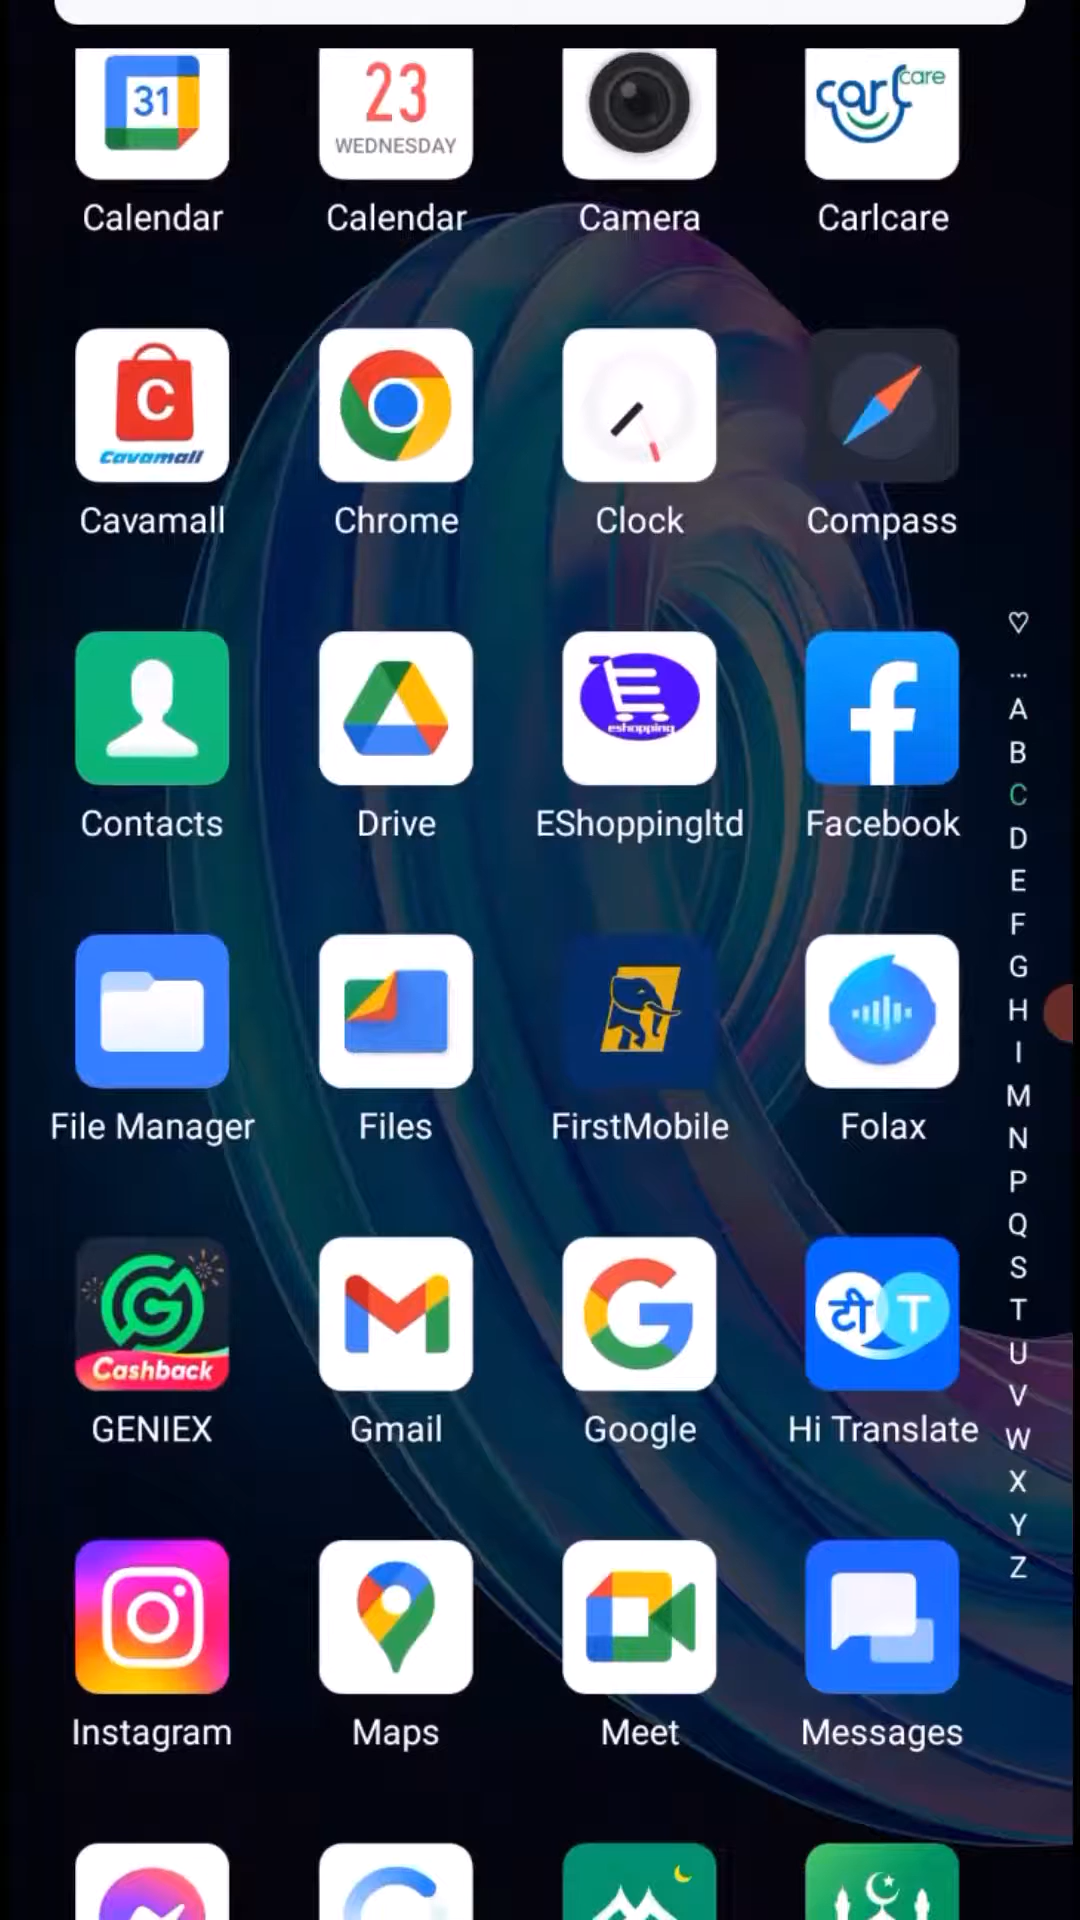 31
23
WEDNESDAY
carl care
Calendar
Calendar
Camera
Carlcare
C
Cavamall
Cavamall
Chrome
Clock
Compass
eshopping
Contacts
Drive
EShoppingltd
Facebook
File Manager
Files
FirstMobile
Folax
Cashback
टी T
GENIEX
Gmail
Google
Hi Translate
Instagram
Maps
Meet
Messages
...
A
B
C
D
E
F
G
H
I
M
N
P
Q
S
T
U
V
W
X
Y
Z